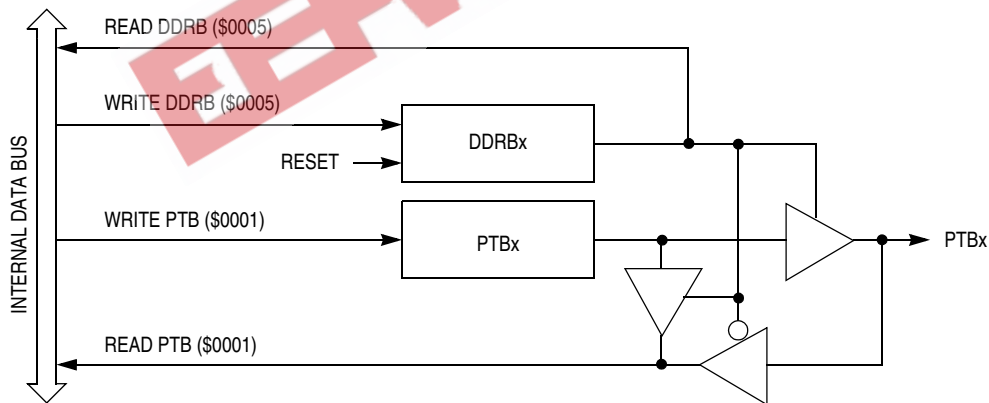 READ DDRB ($0005)
WRITE DDRB ($0005)
DDRBx
RESET
WRITE PTB ($0001)
PTBx
PTBx
READ PTB ($0001)
INTERNAL DATA BUS